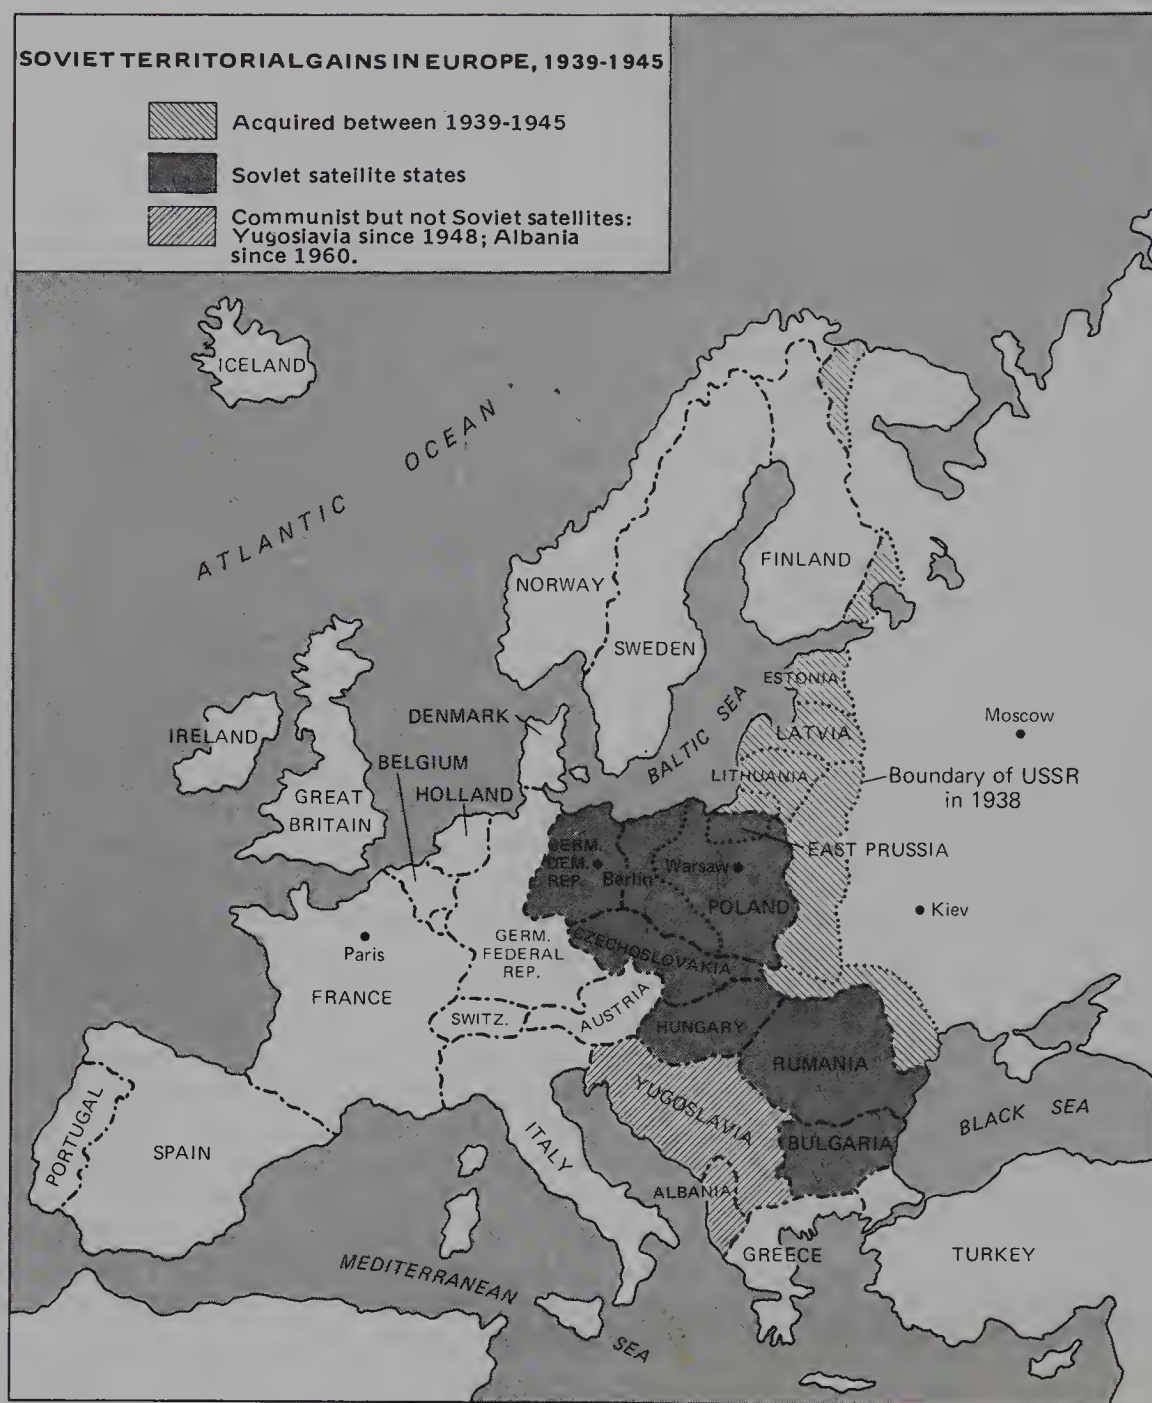 SOVIET TERRITORIAL GAINS IN EUROPE, 1939-1945
Acquired between 1939-1945
Soviet satellite states
Communist but not Soviet satellites:
Yugoslavia since 1948; Albania
since 1960.
ICELAND
ATLANTIC OCEAN
NORWAY
FINLAND
SWEDEN
ESTONIA
DENMARK
BALTIC SEA
LATVIA
Moscow
IRELAND
BELGIUM
LITHUANIA
Boundary of USSR
in 1938
HOLLAND
GREAT
BRITAIN
EAST PRUSSIA
GERM.
DEM.
REP.
Berlin
Warsaw
POLAND
Kiev
Paris
GERM.
FEDERAL
REP.
CZECHOSLOVAKIA
FRANCE
SWITZ.
AUSTRIA
HUNGARY
RUMANIA
YUGOSLAVIA
BLACK SEA
PORTUGAL
SPAIN
ITALY
BULGARIA
ALBANIA
GREECE
TURKEY
MEDITERRANEAN
SEA